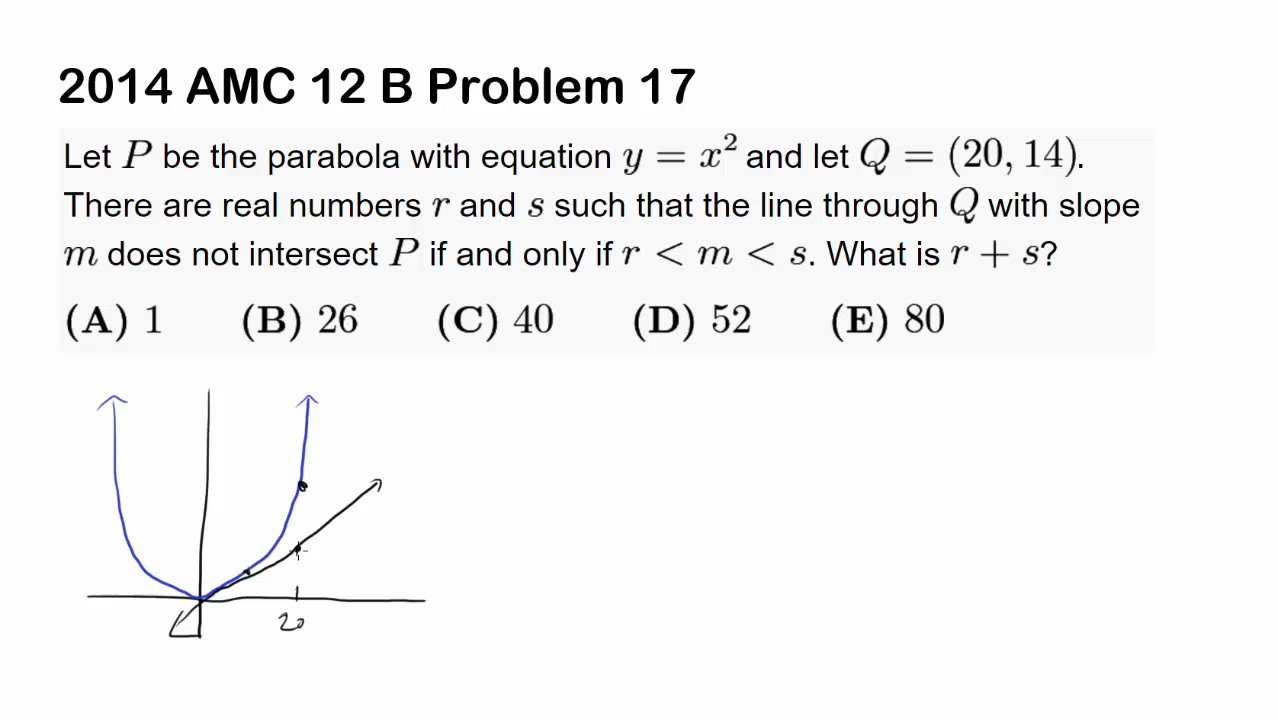 2014 AMC 12 B Problem 17
Let P be the parabola with equation y = x² and let Q = (20, 14).
There are real numbers r and s such that the line through Q with slope
m does not intersect P if and only if r < m < s. What is r + s?
(A) 1 (B) 26 (C) 40 (D) 52 (E) 80
20